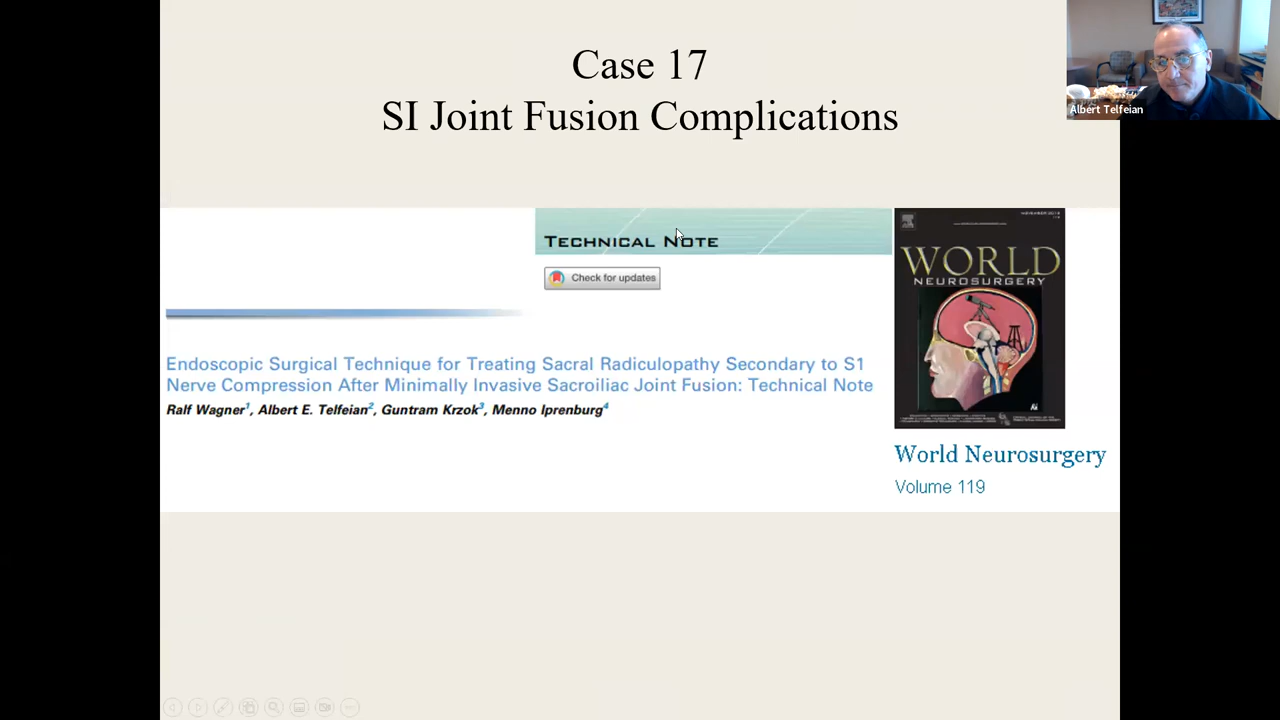 Case 17
SI Joint Fusion Complications
Albert Telfeian
TECHNICAL NOTE
Check for updates
WORLD
NEUROSURGERY
Endoscopic Surgical Technique for Treating Sacral Radiculopathy Secondary to S1
Nerve Compression After Minimally Invasive Sacroiliac Joint Fusion: Technical Note
Ralf Wagner1, Albert E. Telfeian2, Guntram Krzok3, Menno Iprenburg4
World Neurosurgery
Volume 119